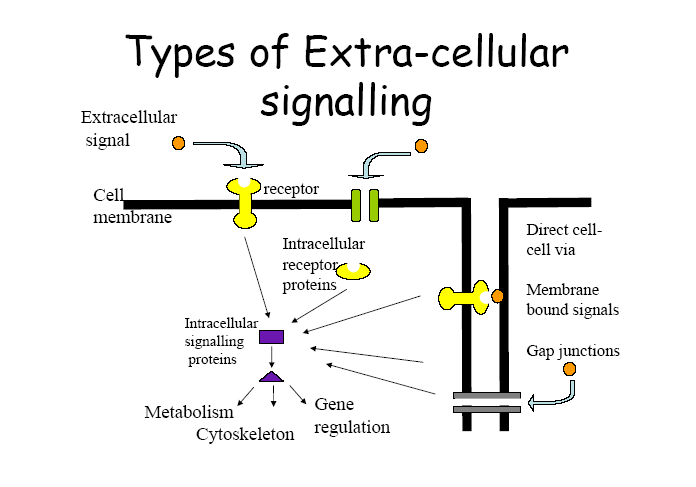 Types of Extra-cellular
signalling
Extracellular
signal
Cell
membrane
receptor
Intracellular
receptor
proteins
Direct cell-
cell via
Membrane
bound signals
Gap junctions
Intracellular
signalling
proteins
Metabolism
Cytoskeleton
Gene
regulation